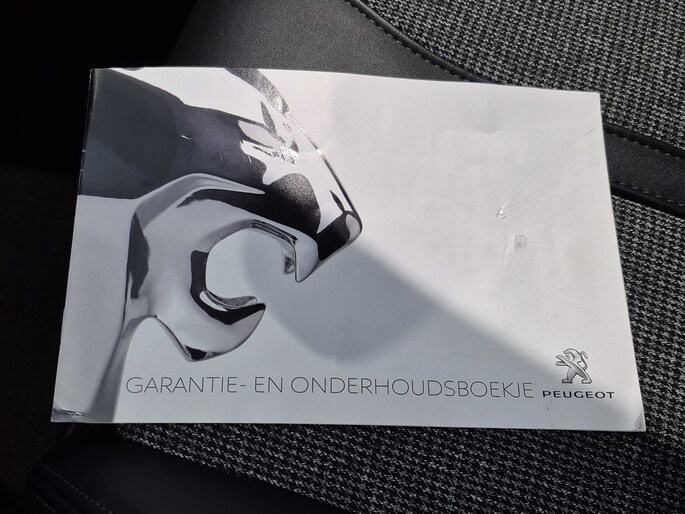 GARANTIE- EN ONDERHOUDSBOEKJE
PEUGEOT